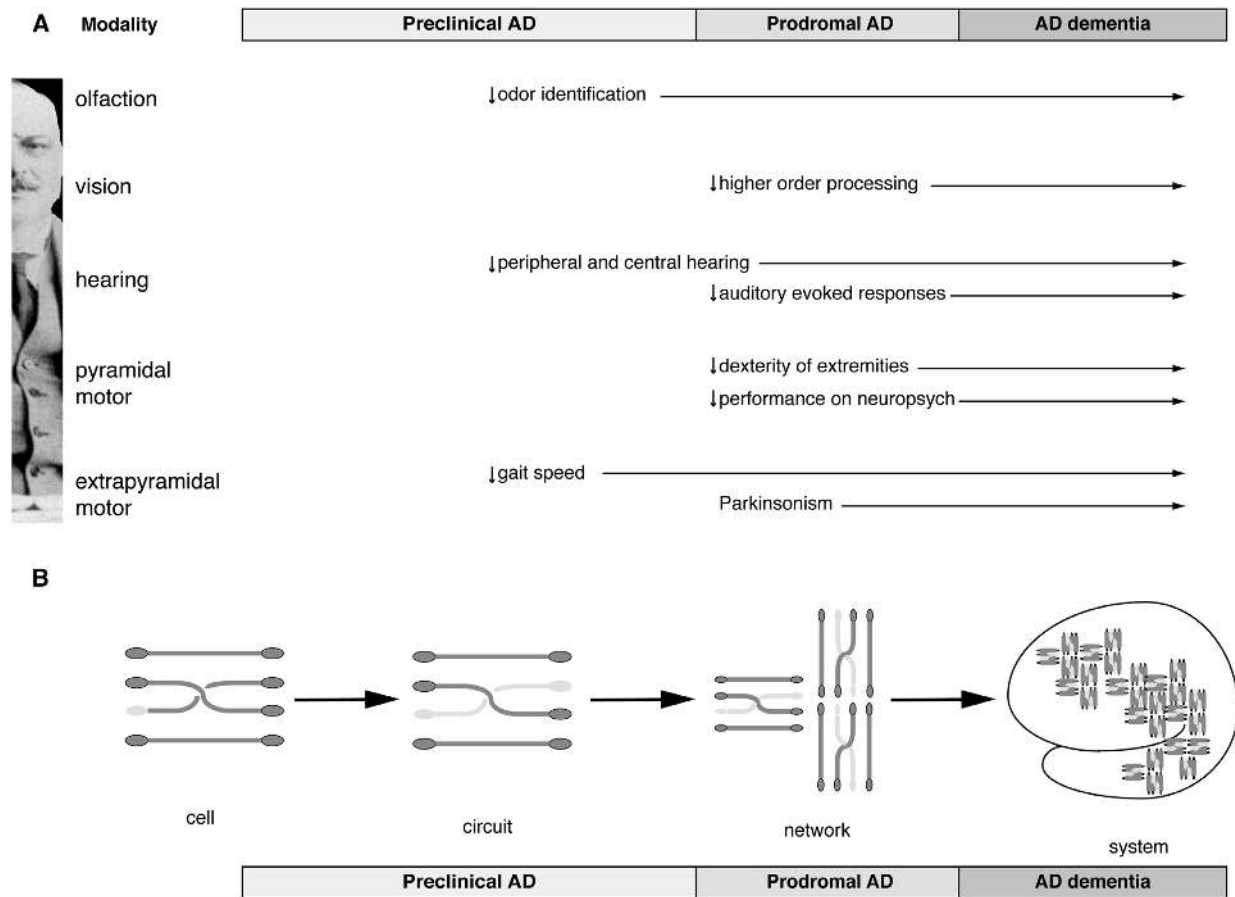 A Modality Preclinical AD Prodromal AD AD dementia
olfaction ↓odor identification
vision ↓higher order processing
hearing ↓peripheral and central hearing
↓auditory evoked responses
pyramidal ↓dexterity of extremities
motor ↓performance on neuropsych
extrapyramidal ↓gait speed
motor Parkinsonism
B
cell circuit network system
Preclinical AD Prodromal AD AD dementia